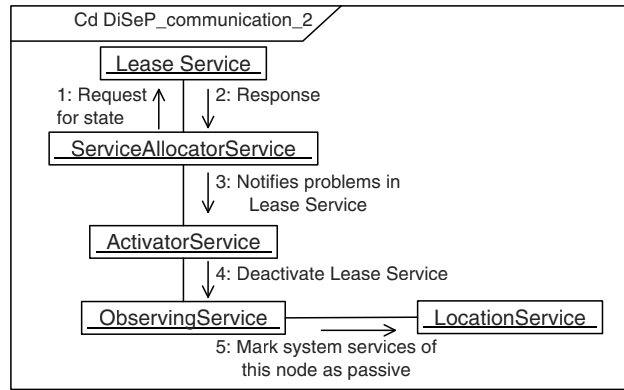 Cd DiSeP_communication_2
Lease Service
1: Request
for state
2: Response
ServiceAllocatorService
3: Notifies problems in
Lease Service
ActivatorService
4: Deactivate Lease Service
ObservingService
LocationService
5: Mark system services of
this node as passive